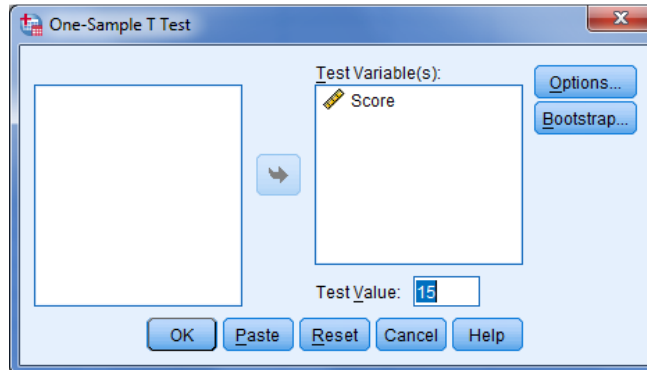 One-Sample T Test
Test Variable(s):
Score
Options...
Bootstrap...
Test Value: 15
OK Paste Reset Cancel Help